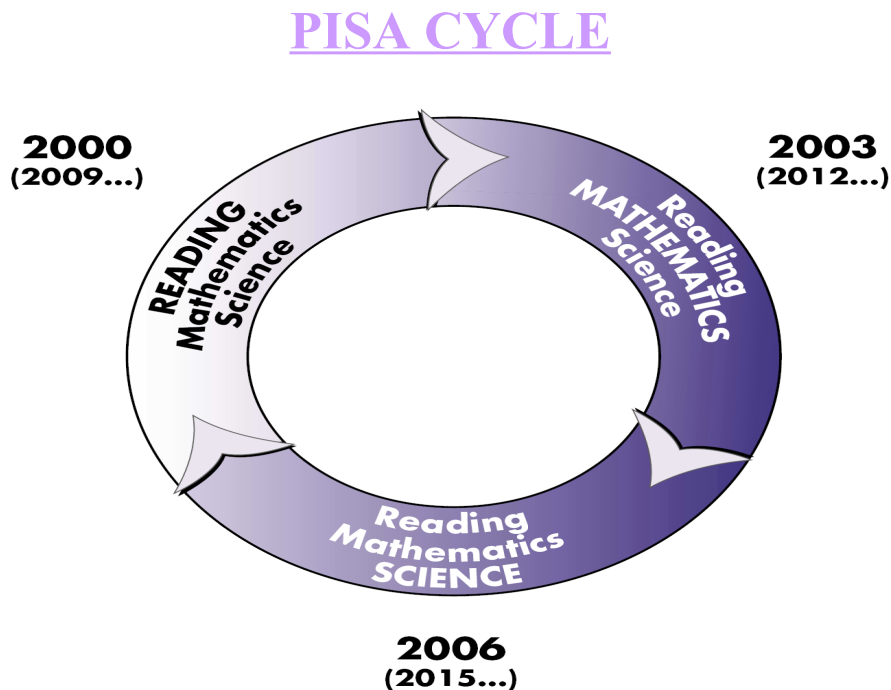 PISA CYCLE
2000
(2009...)
READING
Mathematics
Science
2003
(2012...)
Reading
MATHEMATICS
Science
Reading
Mathematics
SCIENCE
2006
(2015...)